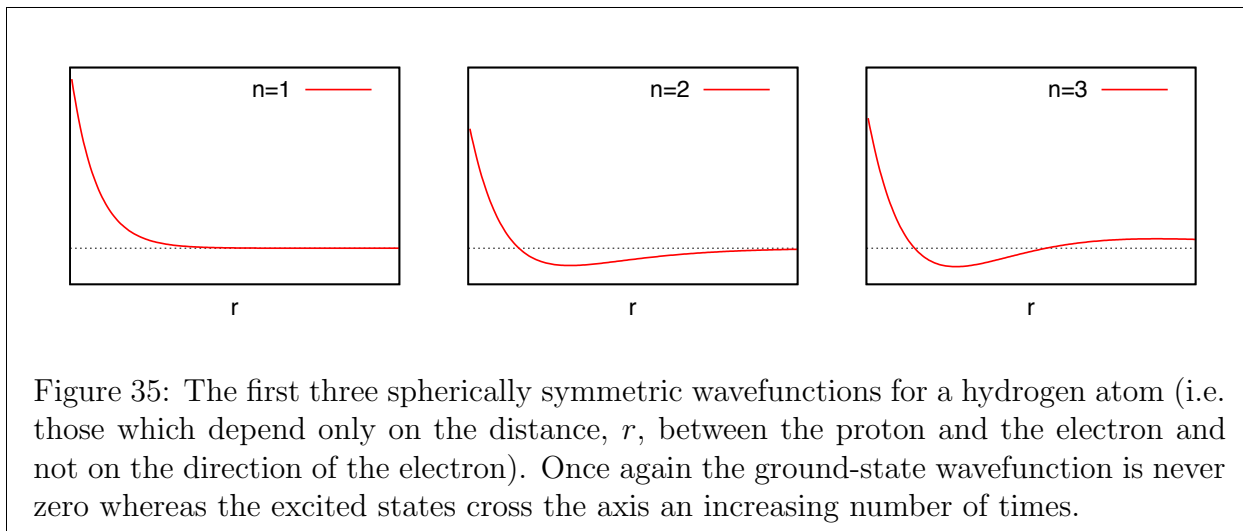 n=1
n=2
n=3
r
r
r
Figure 35: The first three spherically symmetric wavefunctions for a hydrogen atom (i.e.
those which depend only on the distance, r, between the proton and the electron and
not on the direction of the electron). Once again the ground-state wavefunction is never
zero whereas the excited states cross the axis an increasing number of times.